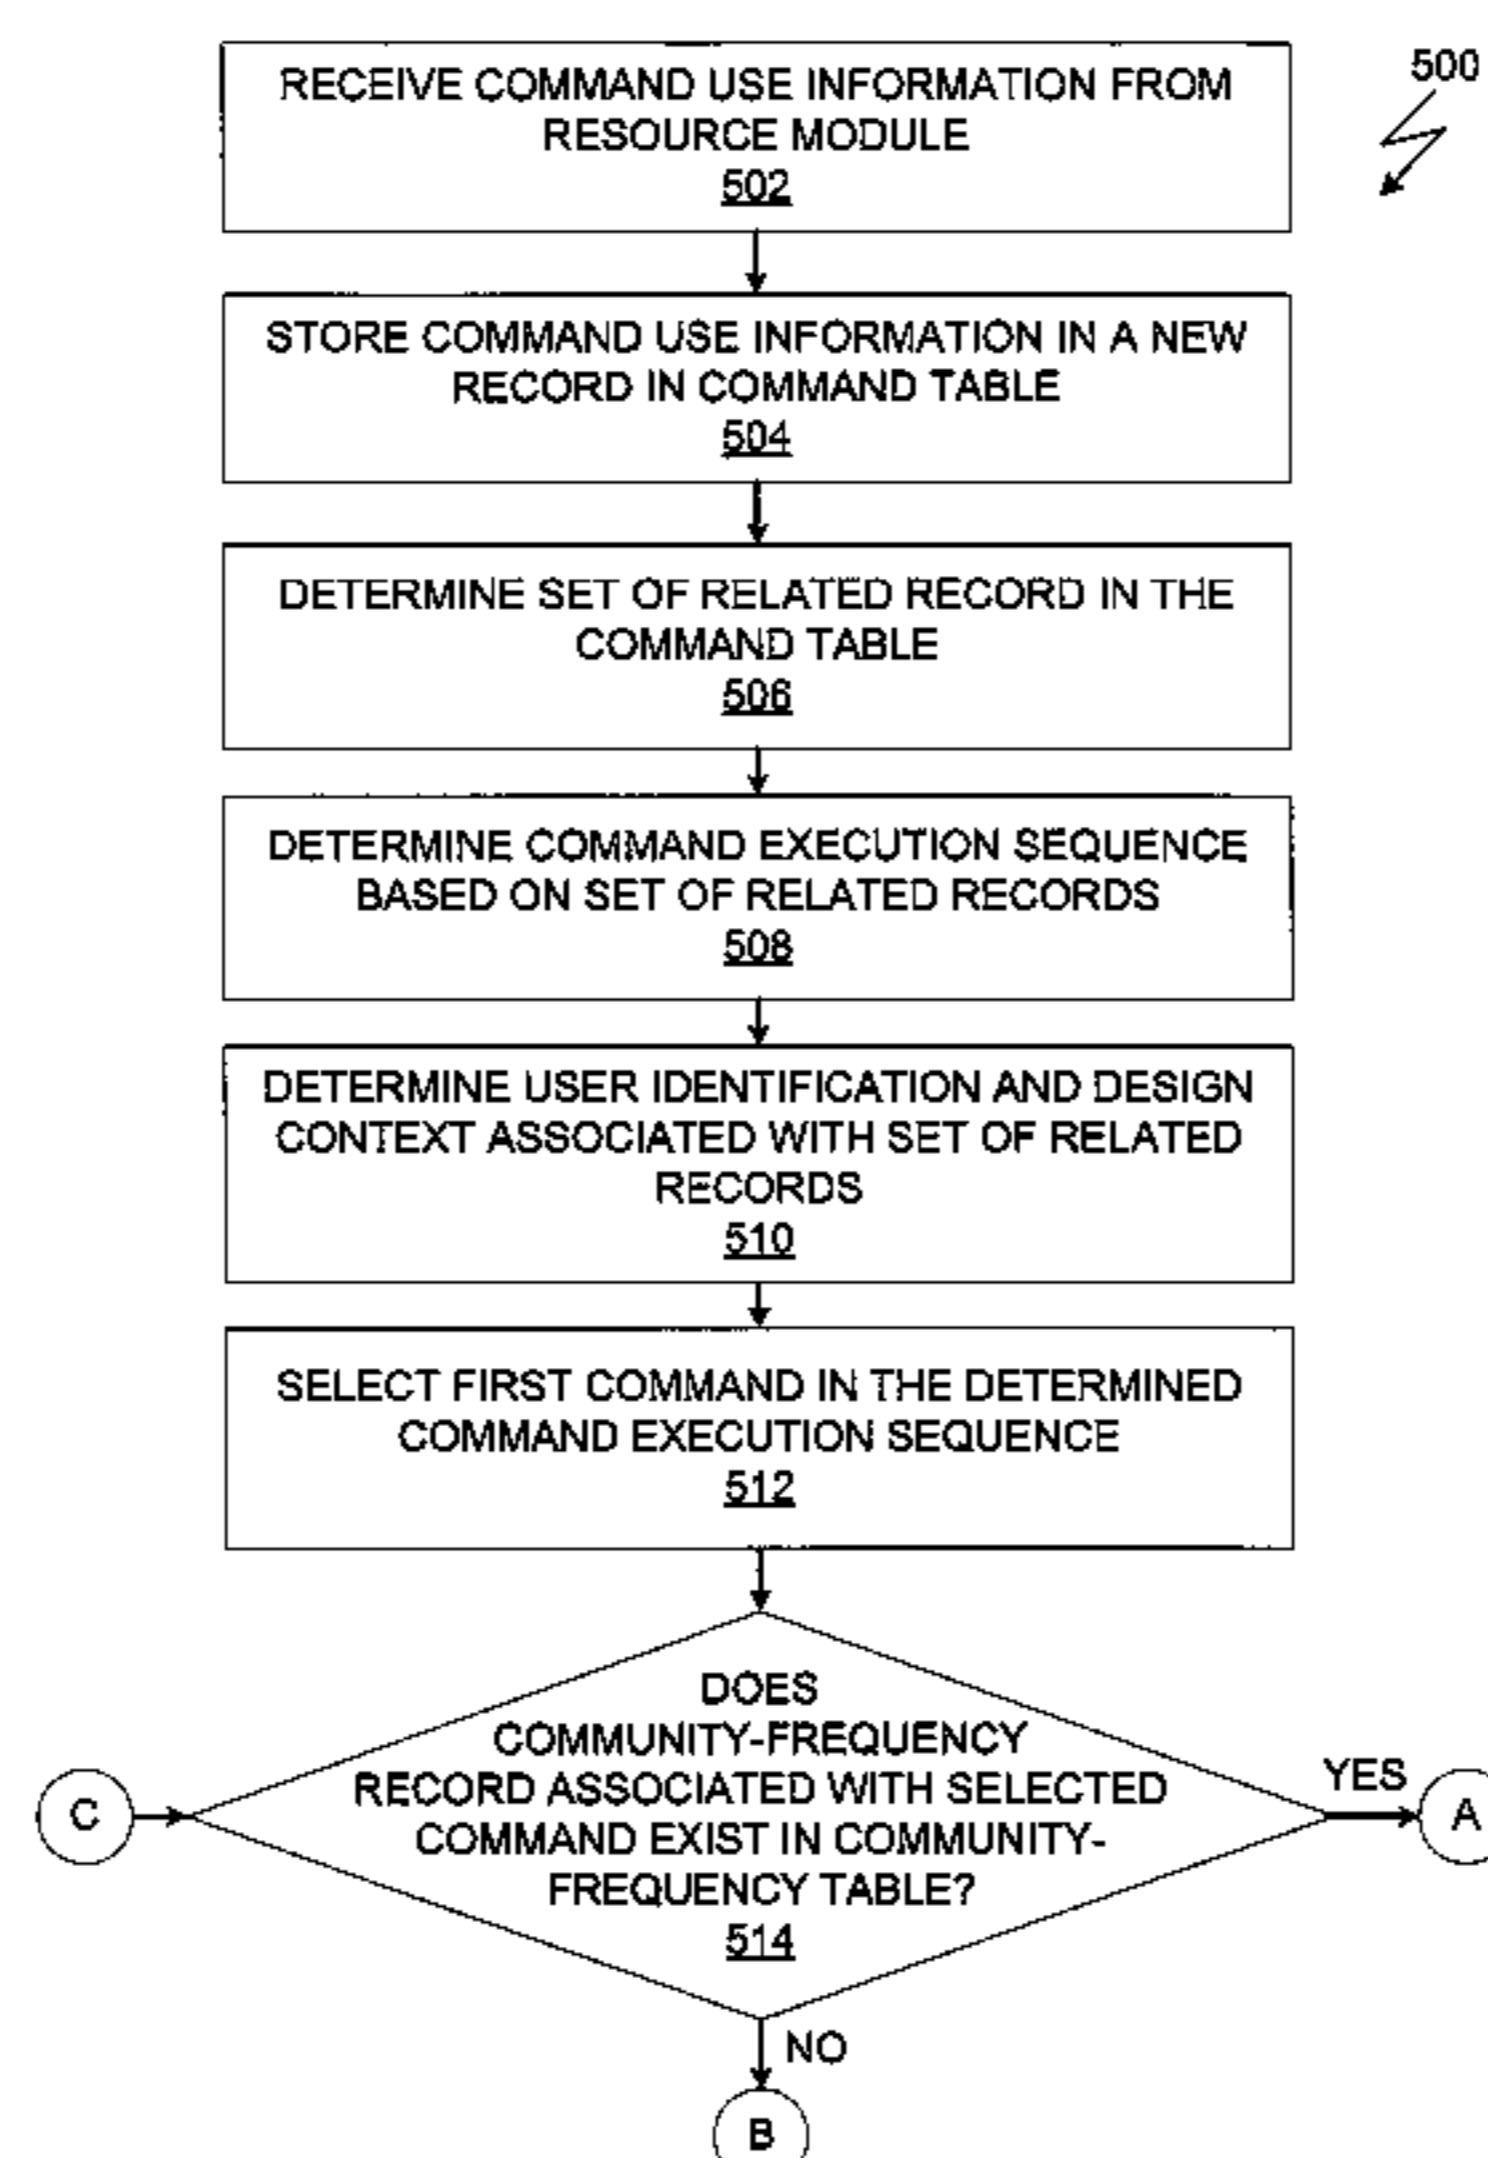 500
RECEIVE COMMAND USE INFORMATION FROM
RESOURCE MODULE
502
STORE COMMAND USE INFORMATION IN A NEW
RECORD IN COMMAND TABLE
504
DETERMINE SET OF RELATED RECORD IN THE
COMMAND TABLE
506
DETERMINE COMMAND EXECUTION SEQUENCE
BASED ON SET OF RELATED RECORDS
508
DETERMINE USER IDENTIFICATION AND DESIGN
CONTEXT ASSOCIATED WITH SET OF RELATED
RECORDS
510
SELECT FIRST COMMAND IN THE DETERMINED
COMMAND EXECUTION SEQUENCE
512
DOES
COMMUNITY-FREQUENCY
RECORD ASSOCIATED WITH SELECTED
COMMAND EXIST IN COMMUNITY-
FREQUENCY TABLE?
514
C
YES
A
NO
B